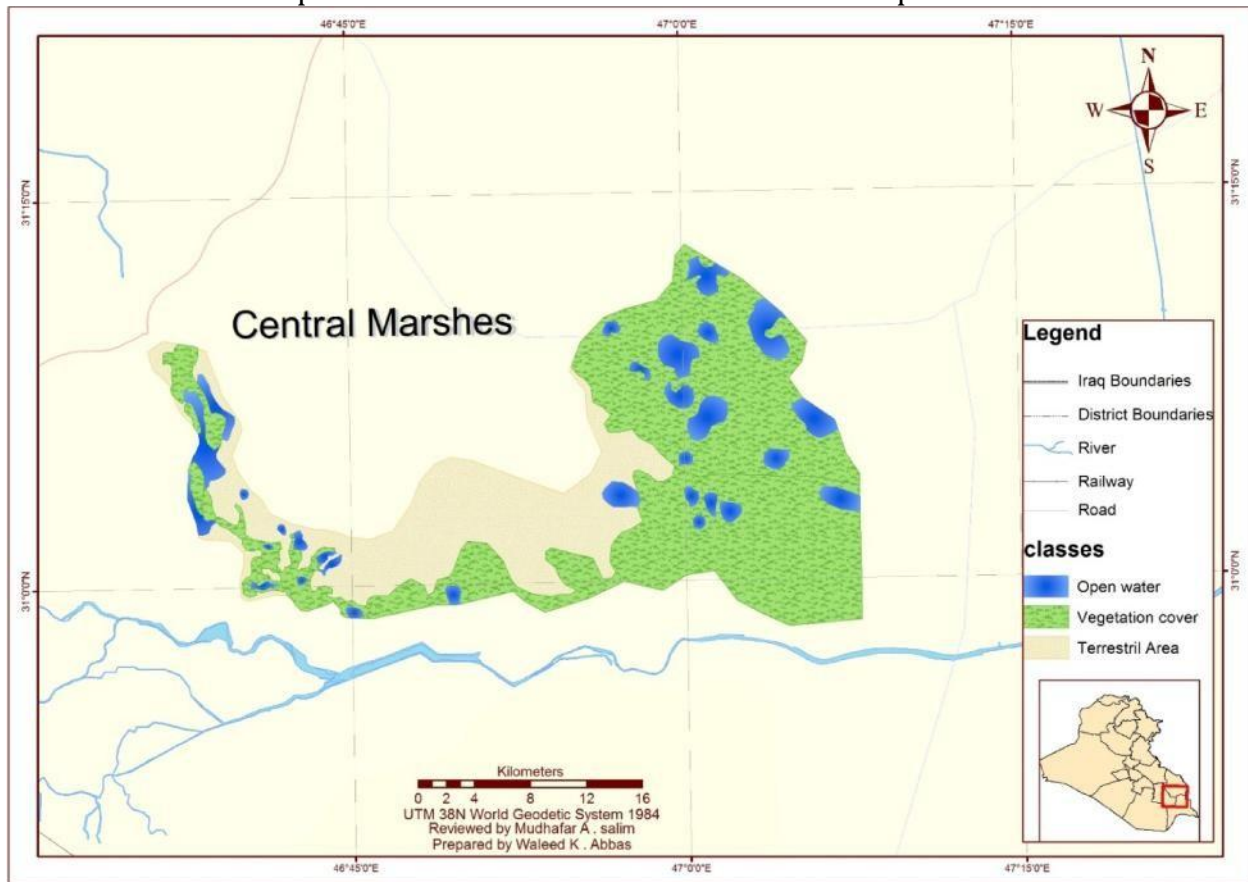 46°45'0"E 47°0'0"E 47°15'0"E
N
W E
S
31°15'0"N 31°15'0"N
Central Marshes
Legend
Iraq Boundaries
District Boundaries
River
Railway
Road
classes
Open water
Vegetation cover
Terrestril Area
31°0'0"N 31°0'0"N
Kilometers
0 2 4 8 12 16
UTM 38N World Geodetic System 1984
Reviewed by Mudhafar A . salim
Prepared by Waleed K . Abbas
46°45'0"E 47°0'0"E 47°15'0"E